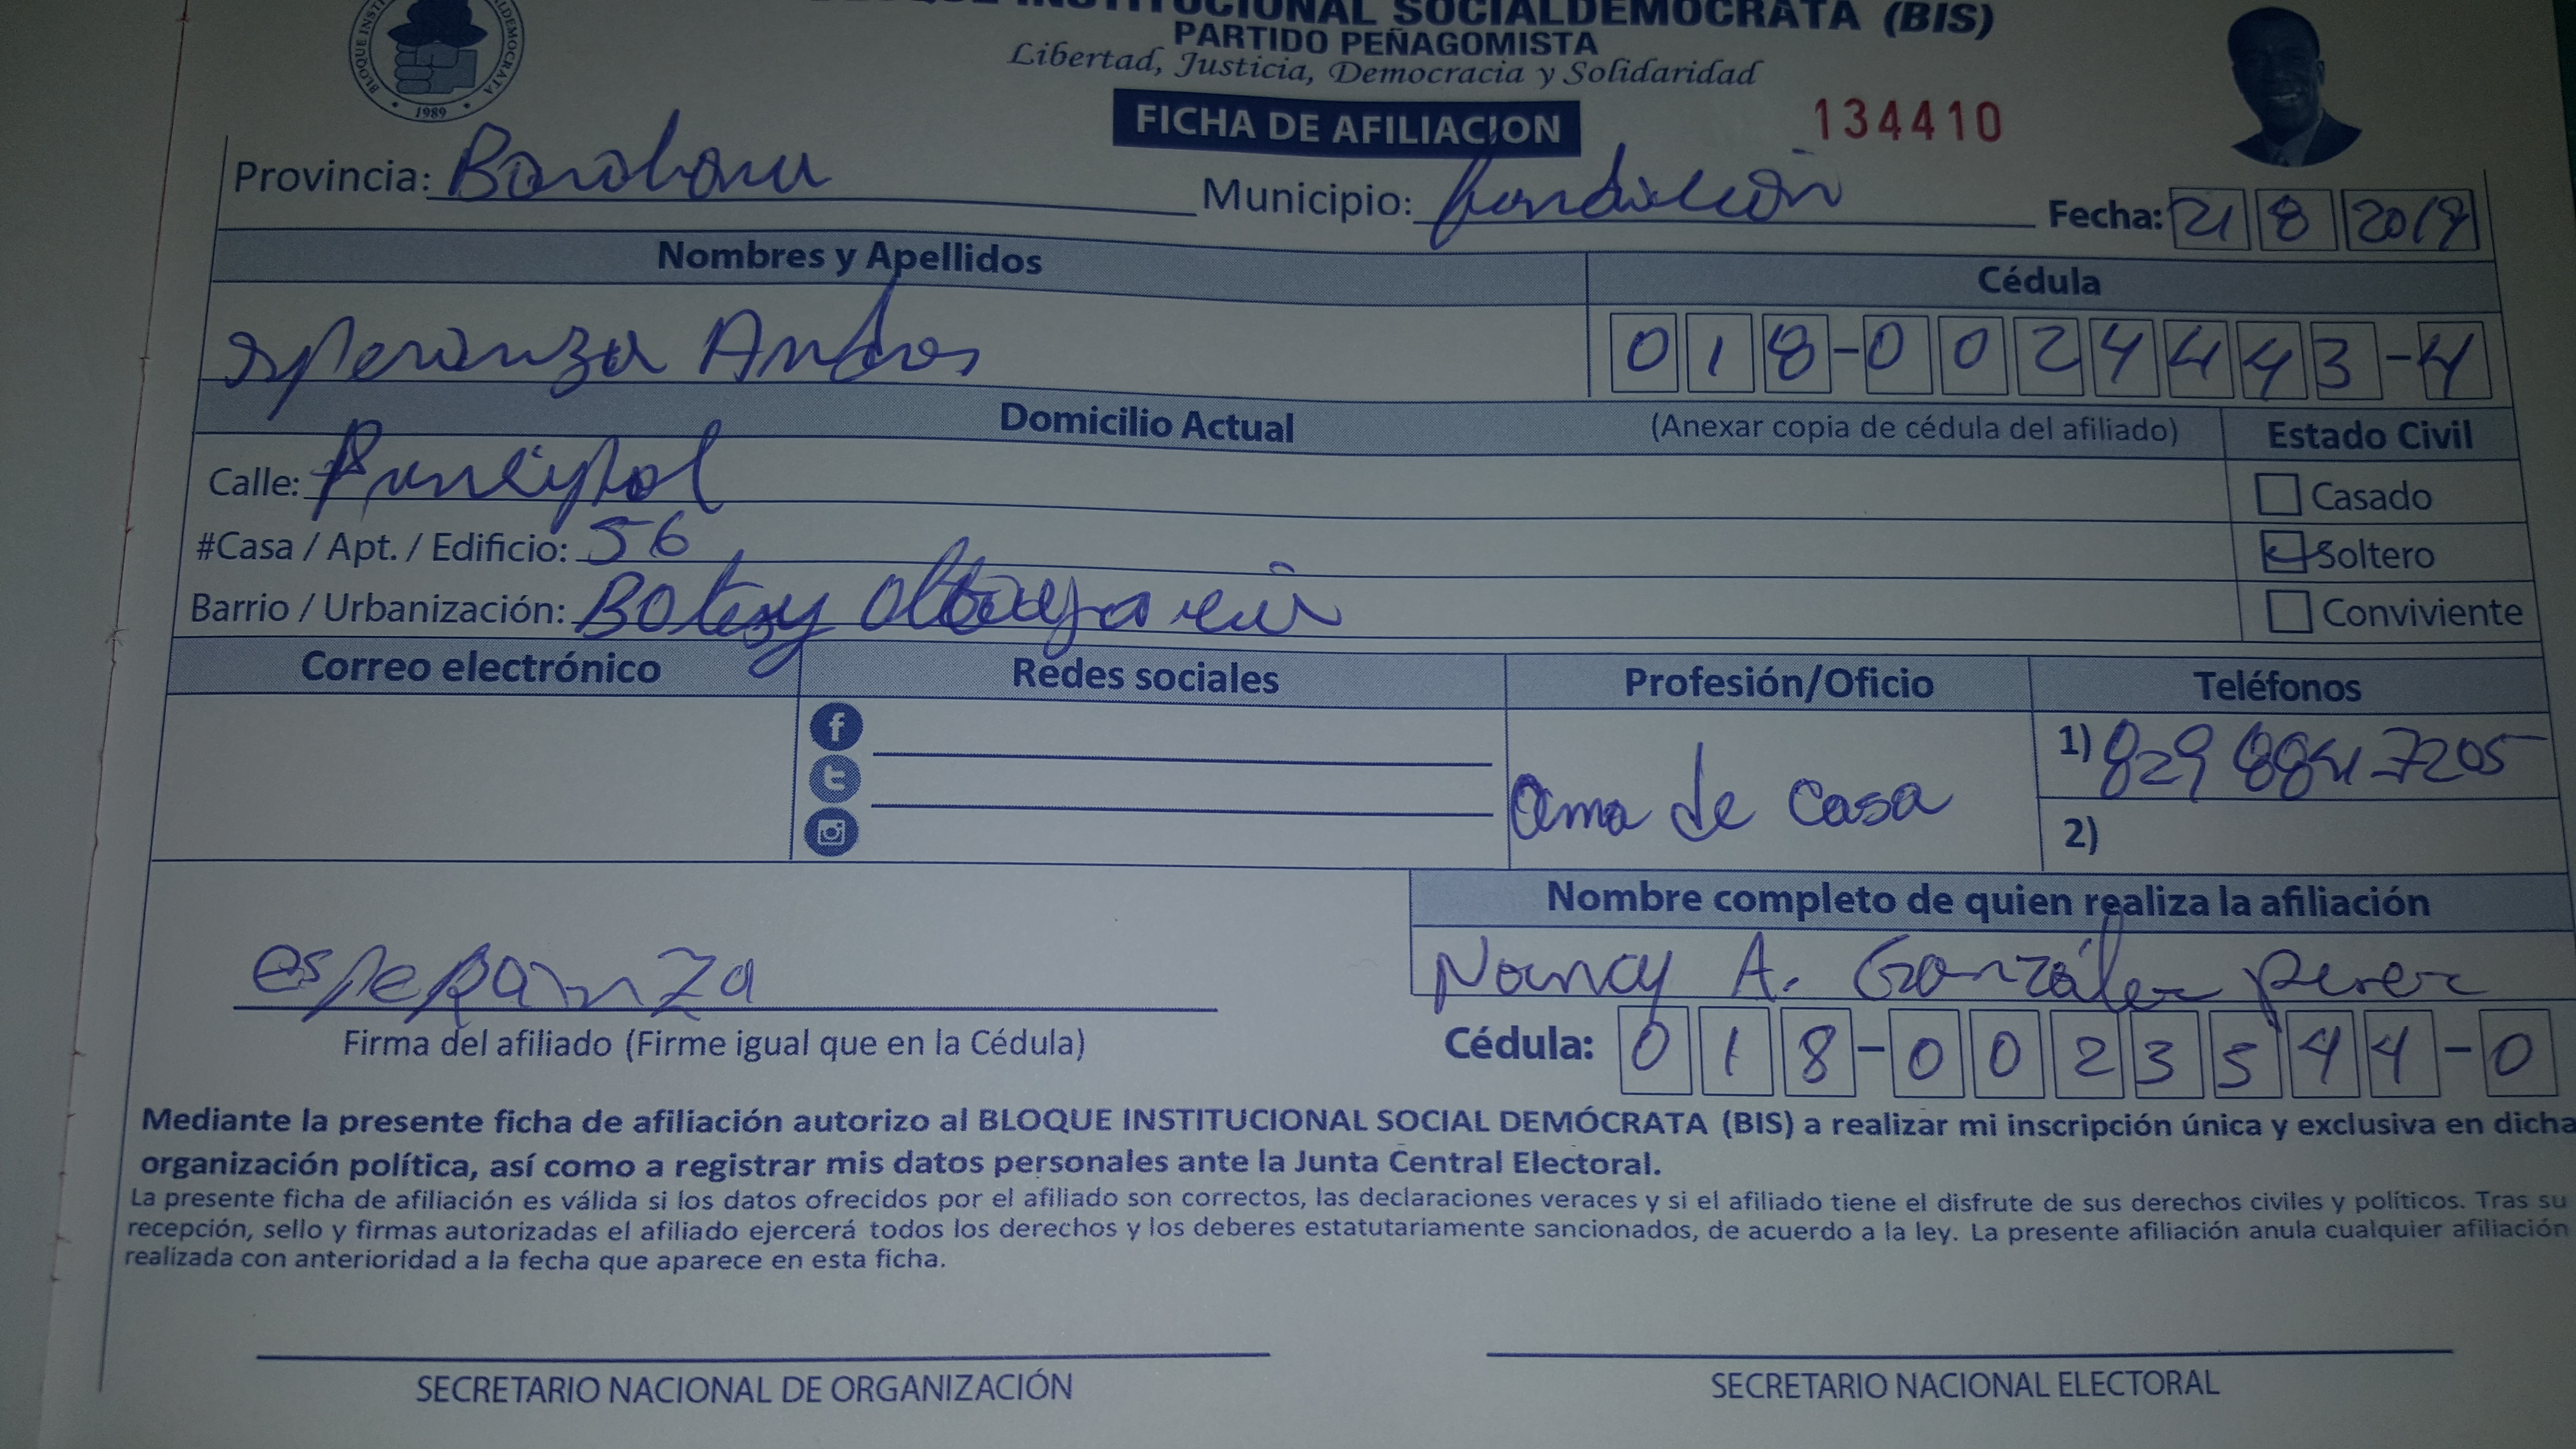 BLOQUE INSTITUCIONAL SOCIALDEMOCRATA (BIS)
PARTIDO PEÑAGOMISTA
Libertad, Justicia, Democracia y Solidaridad
1989
FICHA DE AFILIACION
134410
Provincia: Barahona Municipio: fundación Fecha: 21 8 2019
Nombres y Apellidos Cédula
esperanza Andres 018-0024443-4
Domicilio Actual (Anexar copia de cédula del afiliado) Estado Civil
Calle: Principal Casado
#Casa / Apt. / Edificio: 56 Soltero
Barrio / Urbanización: Batey altagracia Conviviente
Correo electrónico Redes sociales Profesión/Oficio Teléfonos
ama de casa 1) 829 884 7205
2)
Nombre completo de quien realiza la afiliación
esperanza Nancy A. González perez
Firma del afiliado (Firme igual que en la Cédula) Cédula: 018-0023544-0
Mediante la presente ficha de afiliación autorizo al BLOQUE INSTITUCIONAL SOCIAL DEMÓCRATA (BIS) a realizar mi inscripción única y exclusiva en dicha
organización política, así como a registrar mis datos personales ante la Junta Central Electoral.
La presente ficha de afiliación es válida si los datos ofrecidos por el afiliado son correctos, las declaraciones veraces y si el afiliado tiene el disfrute de sus derechos civiles y políticos. Tras su
recepción, sello y firmas autorizadas el afiliado ejercerá todos los derechos y los deberes estatutariamente sancionados, de acuerdo a la ley. La presente afiliación anula cualquier afiliación
realizada con anterioridad a la fecha que aparece en esta ficha.
SECRETARIO NACIONAL DE ORGANIZACIÓN SECRETARIO NACIONAL ELECTORAL